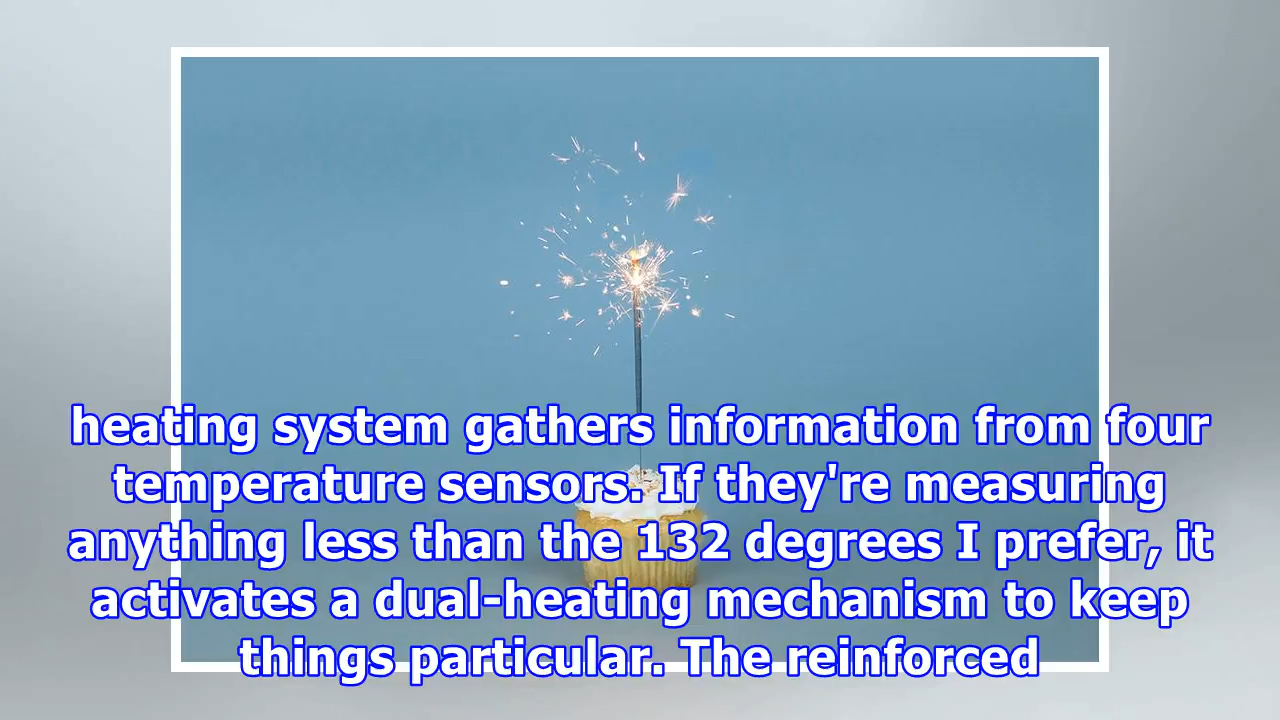 heating system gathers information from four
temperature sensors. If they're measuring
anything less than the 132 degrees I prefer, it
activates a dual-heating mechanism to keep
things particular. The reinforced